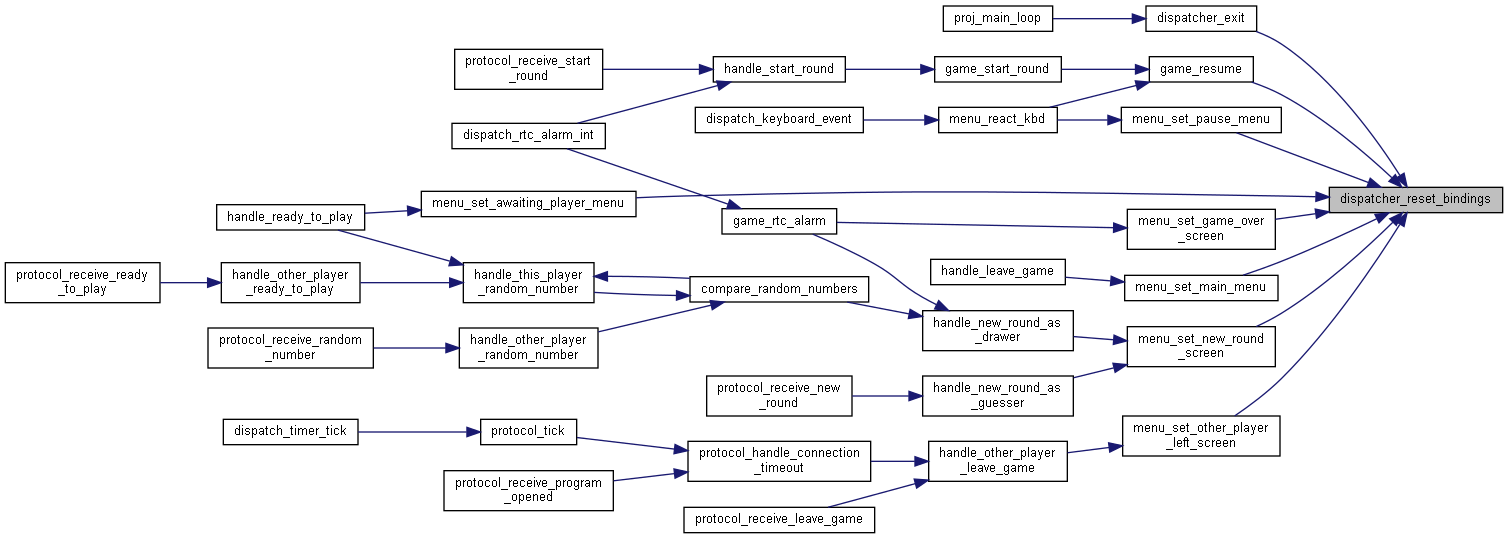 proj_main_loop
dispatcher_exit
protocol_receive_start
_round
handle_start_round
game_start_round
game_resume
dispatch_rtc_alarm_int
dispatch_keyboard_event
menu_react_kbd
menu_set_pause_menu
dispatcher_reset_bindings
handle_ready_to_play
menu_set_awaiting_player_menu
game_rtc_alarm
menu_set_game_over
_screen
protocol_receive_ready
_to_play
handle_other_player
_ready_to_play
handle_this_player
_random_number
compare_random_numbers
handle_leave_game
menu_set_main_menu
protocol_receive_random
_number
handle_other_player
_random_number
handle_new_round_as
_drawer
menu_set_new_round
_screen
protocol_receive_new
_round
handle_new_round_as
_guesser
dispatch_timer_tick
protocol_tick
protocol_handle_connection
_timeout
handle_other_player
_leave_game
menu_set_other_player
_left_screen
protocol_receive_program
_opened
protocol_receive_leave_game